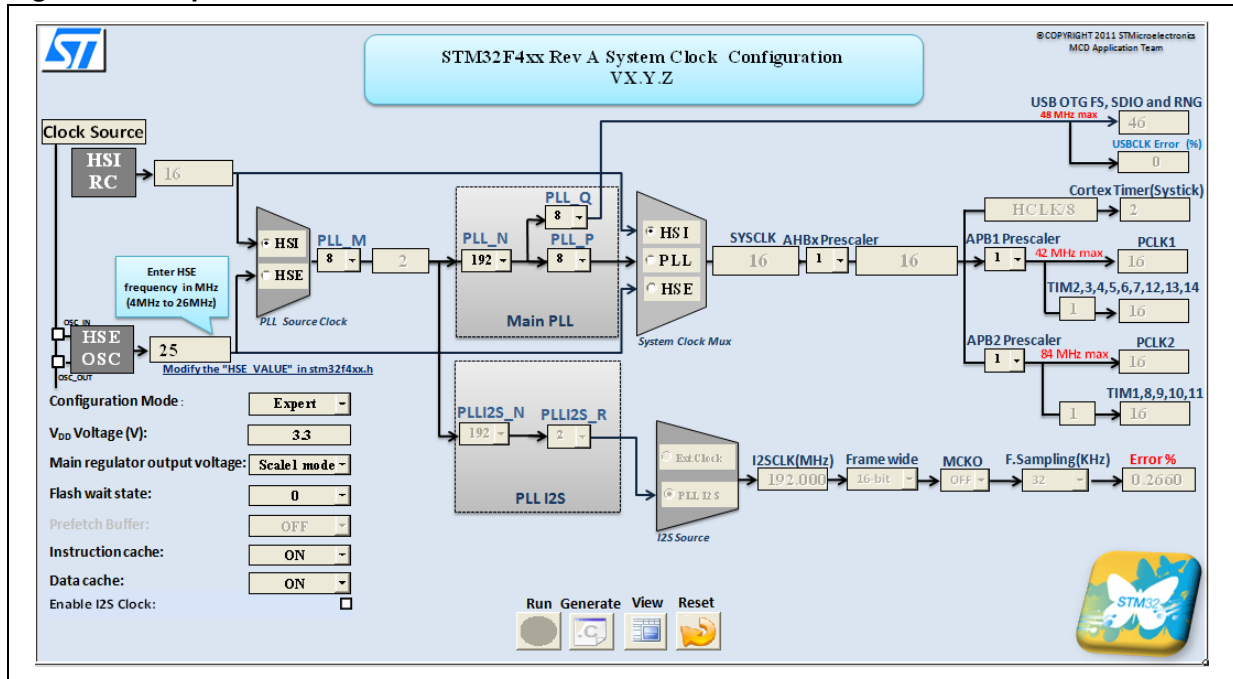 ST
STM32F4xx Rev A System Clock Configuration
VX.Y.Z
©COPYRIGHT 2011 STMicroelectronics
MCD Application Team
USB OTG FS, SDIO and RNG
48 MHz max
46
USBCLK Error (%)
0
Clock Source
HSI
RC
16
Cortex Timer(Systick)
HCLK/8
2
PLL_Q
8
HSI
HSE
PLL Source Clock
PLL_M
8
2
PLL_N
192
PLL_P
8
Main PLL
HSI
PLL
HSE
System Clock Mux
SYSCLK
16
AHBx Prescaler
1
16
APB1 Prescaler
1
42 MHz max
PCLK1
16
TIM2,3,4,5,6,7,12,13,14
1
16
Enter HSE
frequency in MHz
(4MHz to 26MHz)
OSC_IN
HSE
OSC
OSC_OUT
25
Modify the "HSE_VALUE" in stm32f4xx.h
APB2 Prescaler
1
84 MHz max
PCLK2
16
TIM1,8,9,10,11
1
16
Configuration Mode:
Expert
VDD Voltage (V):
3.3
Main regulator output voltage:
Scale1 mode
Flash wait state:
0
Prefetch Buffer:
OFF
Instruction cache:
ON
Data cache:
ON
Enable I2S Clock:
PLLI2S_N
192
PLLI2S_R
2
PLL I2S
Ext.Clock
PLL I2S
I2S Source
I2SCLK(MHz)
192.000
Frame wide
16-bit
MCKO
OFF
F.Sampling(KHz)
32
Error %
0.2660
Run
Generate
View
Reset
.C
STM32